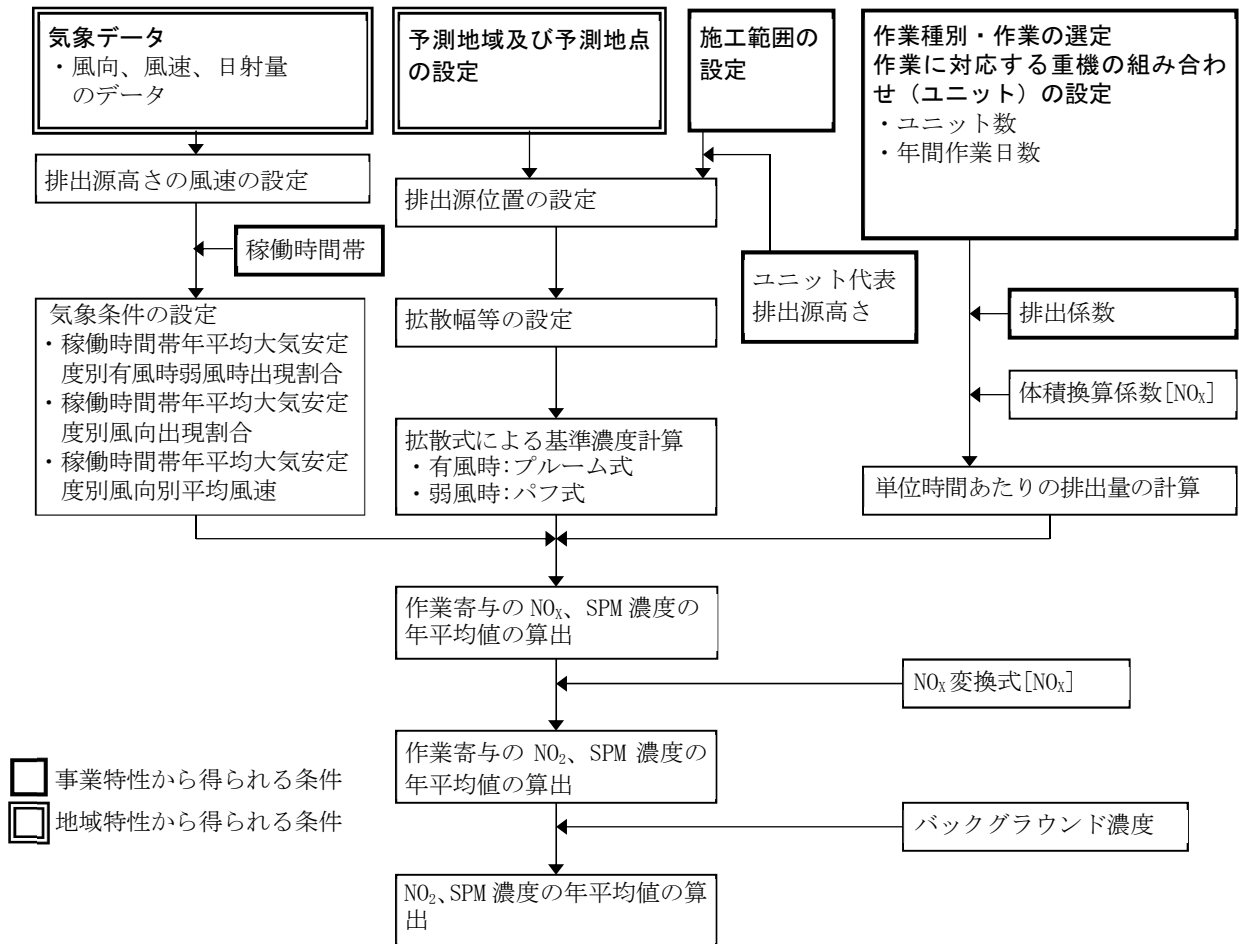 気象データ
・風向、風速、日射量
のデータ
予測地域及び予測地点
の設定
施工範囲の
設定
作業種別・作業の選定
作業に対応する重機の組み合わ
せ（ユニット）の設定
・ユニット数
・年間作業日数
排出源高さの風速の設定
排出源位置の設定
稼働時間帯
ユニット代表
排出源高さ
気象条件の設定
・稼働時間帯年平均大気安定
度別有風時弱風時出現割合
・稼働時間帯年平均大気安定
度別風向出現割合
・稼働時間帯年平均大気安定
度別風向別平均風速
拡散幅等の設定
排出係数
体積換算係数[NOX]
拡散式による基準濃度計算
・有風時:プルーム式
・弱風時:パフ式
単位時間あたりの排出量の計算
作業寄与の NOX、SPM 濃度の
年平均値の算出
NOX変換式[NOX]
作業寄与の NO2、SPM 濃度の
年平均値の算出
事業特性から得られる条件
地域特性から得られる条件
バックグラウンド濃度
NO2、SPM 濃度の年平均値の算
出